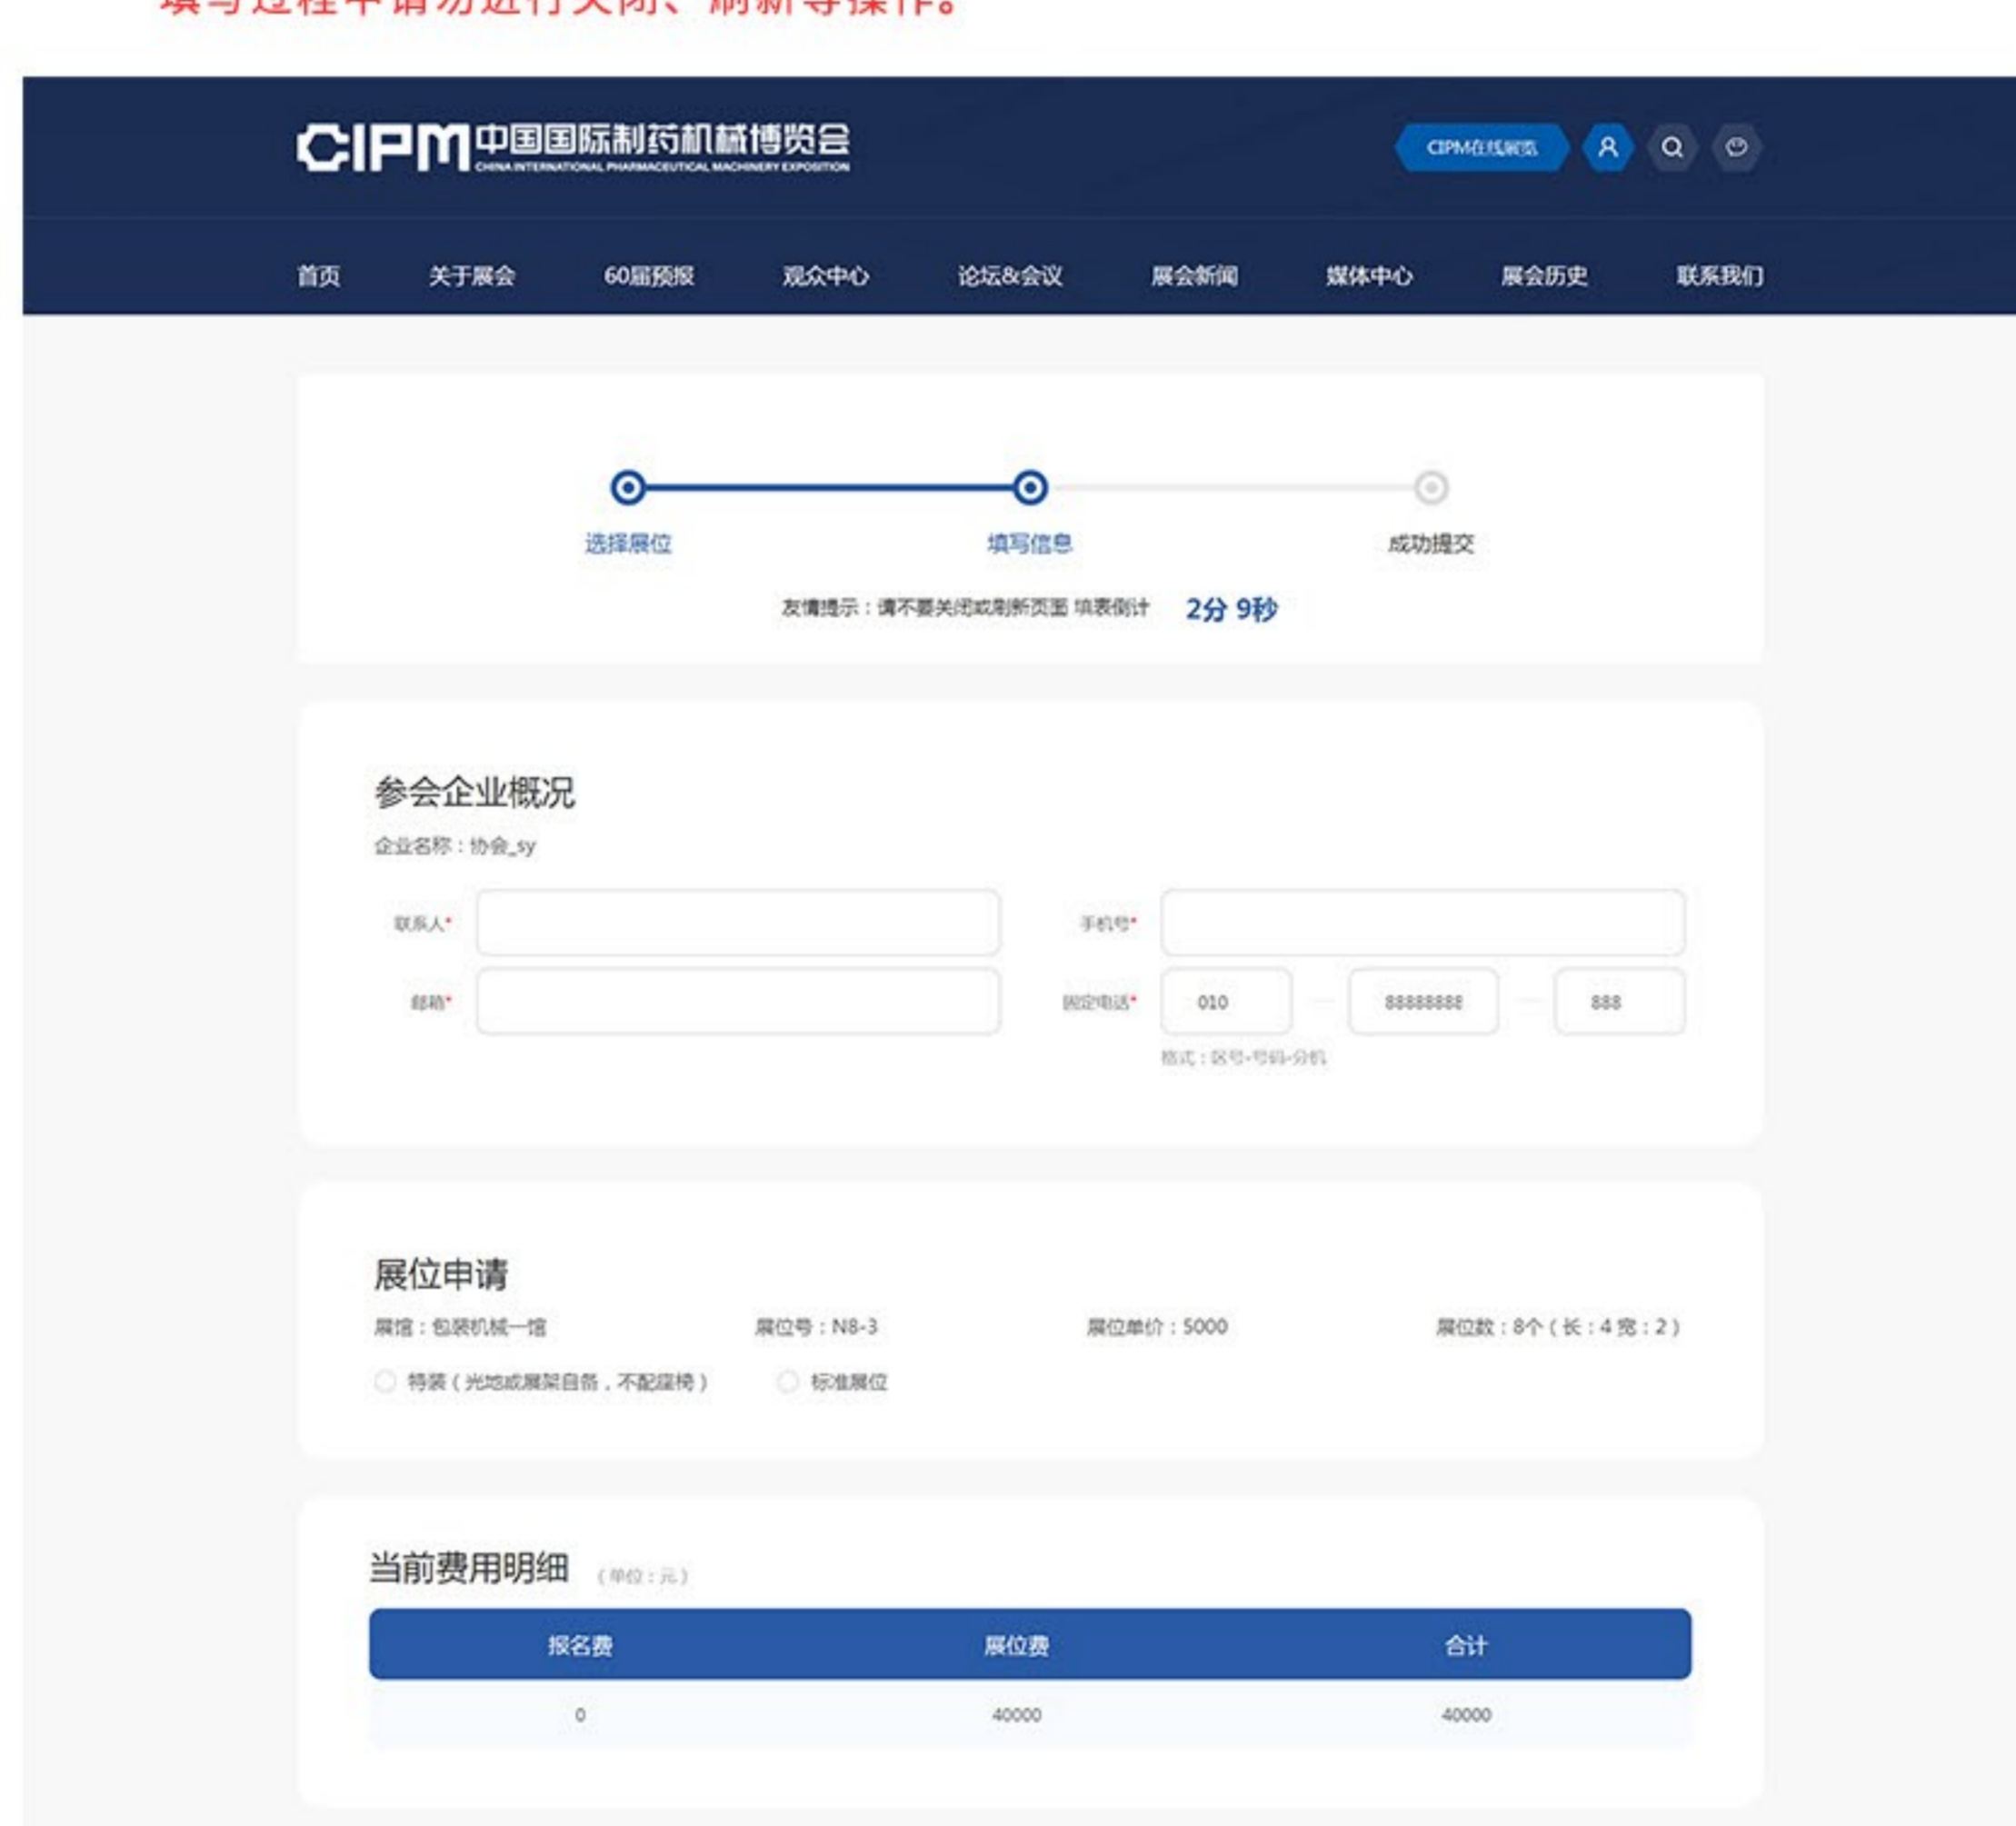 填写过程中请勿进行关闭、刷新等操作。
CIPM 中国国际制药机械博览会
CHINA INTERNATIONAL PHARMACEUTICAL MACHINERY EXPOSITION
CIPM在线展览
首页 关于展会 60届预报 观众中心 论坛&会议 展会新闻 媒体中心 展会历史 联系我们
选择展位 填写信息 成功提交
友情提示：请不要关闭或刷新页面 填表倒计 2分 9秒
参会企业概况
企业名称：协会_sy
联系人* 手机号*
邮箱* 固定电话* 010 — 88888888 — 888
格式：区号-号码-分机
展位申请
展馆：包装机械一馆 展位号：N8-3 展位单价：5000 展位数：8个（长：4 宽：2）
特装（光地或展架自备，不配座椅） 标准展位
当前费用明细 （单位：元）
报名费 展位费 合计
0 40000 40000